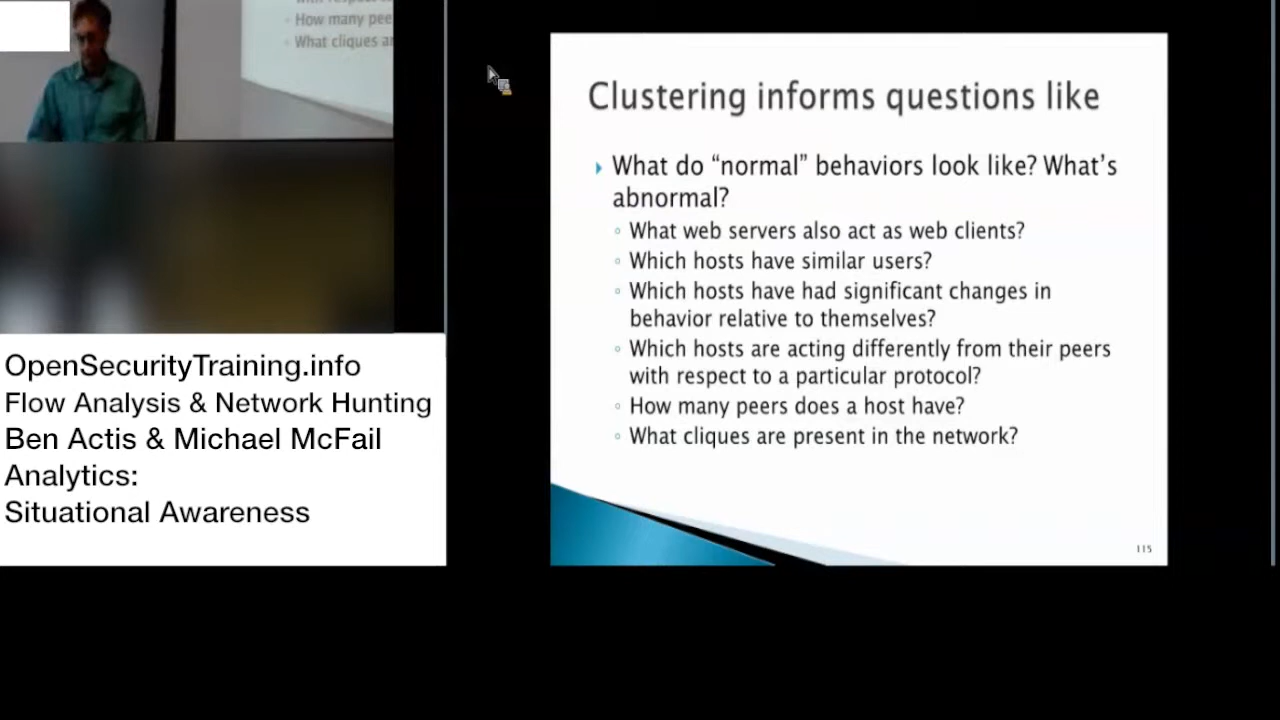 with respect
How many pee
What cliques ar
OpenSecurityTraining.info
Flow Analysis & Network Hunting
Ben Actis & Michael McFail
Analytics:
Situational Awareness
Clustering informs questions like
What do “normal” behaviors look like? What’s
abnormal?
What web servers also act as web clients?
Which hosts have similar users?
Which hosts have had significant changes in
behavior relative to themselves?
Which hosts are acting differently from their peers
with respect to a particular protocol?
How many peers does a host have?
What cliques are present in the network?
115